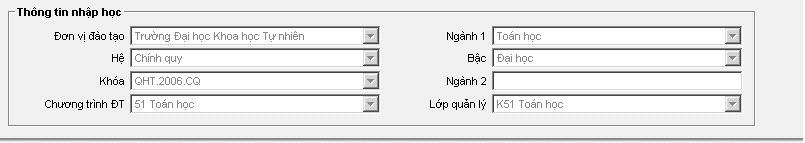 Thông tin nhập học
Đơn vị đào tạo Trường Đại học Khoa học Tự nhiên Ngành 1 Toán học
Hệ Chính quy Bậc Đại học
Khóa QHT.2006.CQ Ngành 2
Chương trình ĐT 51 Toán học Lớp quản lý K51 Toán học